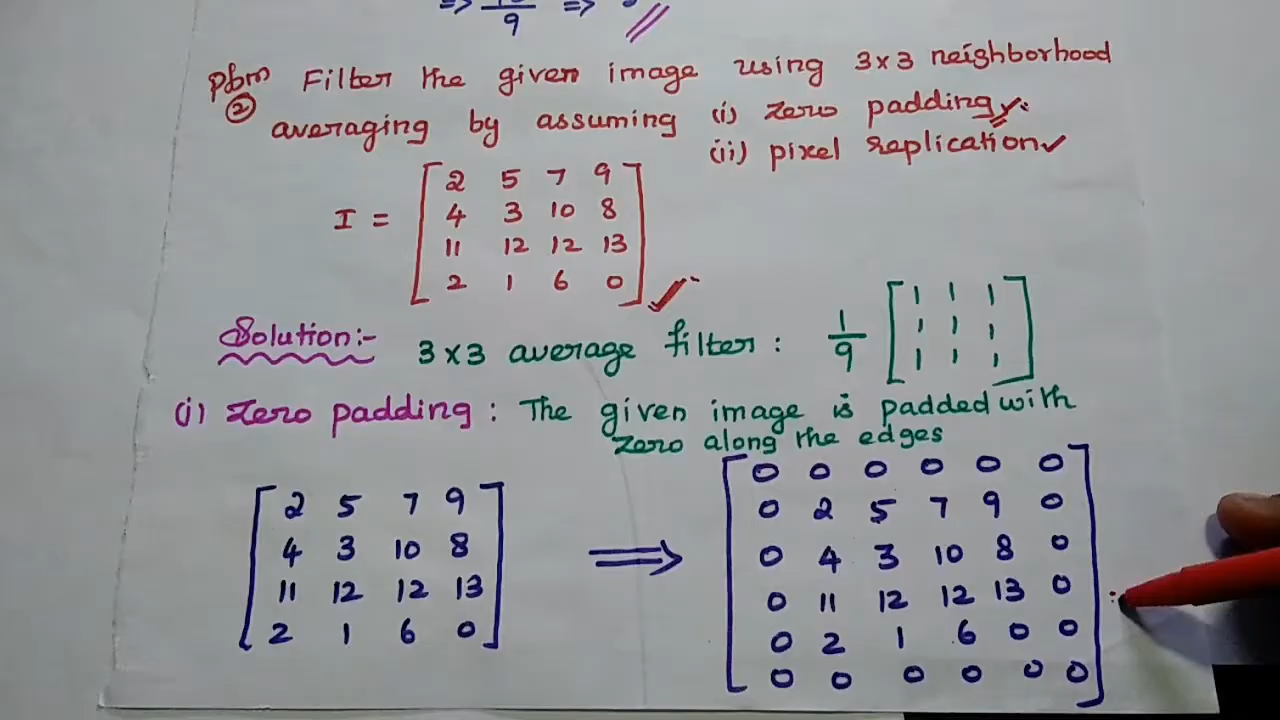 => 9 =>
Pbm Filter the given image using 3x3 neighborhood
② averaging by assuming (i) zero padding
(ii) pixel replication
I = [ 2 5 7 9
4 3 10 8
11 12 12 13
2 1 6 0 ]
Solution:-
3x3 average filter : 1/9 [ 1 1 1
1 1 1
1 1 1 ]
(i) Zero padding : The given image is padded with
zero along the edges
[ 2 5 7 9
4 3 10 8
11 12 12 13
2 1 6 0 ]
⟹
[ 0 0 0 0 0 0
0 2 5 7 9 0
0 4 3 10 8 0
0 11 12 12 13 0
0 2 1 6 0 0
0 0 0 0 0 0 ]